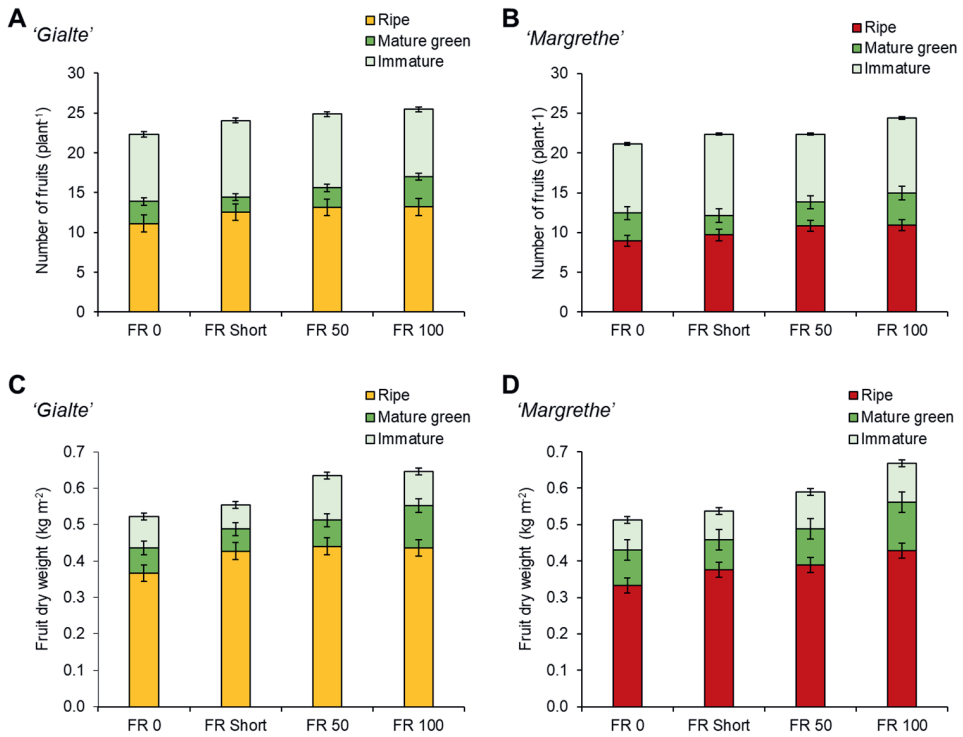 A
'Gialte'
Ripe
Mature green
Immature
Number of fruits (plant⁻¹)
30
25
20
15
10
5
0
FR 0 FR Short FR 50 FR 100
B
'Margrethe'
Ripe
Mature green
Immature
Number of fruits (plant-1)
30
25
20
15
10
5
0
FR 0 FR Short FR 50 FR 100
C
'Gialte'
Ripe
Mature green
Immature
Fruit dry weight (kg m⁻²)
0.7
0.6
0.5
0.4
0.3
0.2
0.1
0.0
FR 0 FR Short FR 50 FR 100
D
'Margrethe'
Ripe
Mature green
Immature
Fruit dry weight (kg m⁻²)
0.7
0.6
0.5
0.4
0.3
0.2
0.1
0.0
FR 0 FR Short FR 50 FR 100